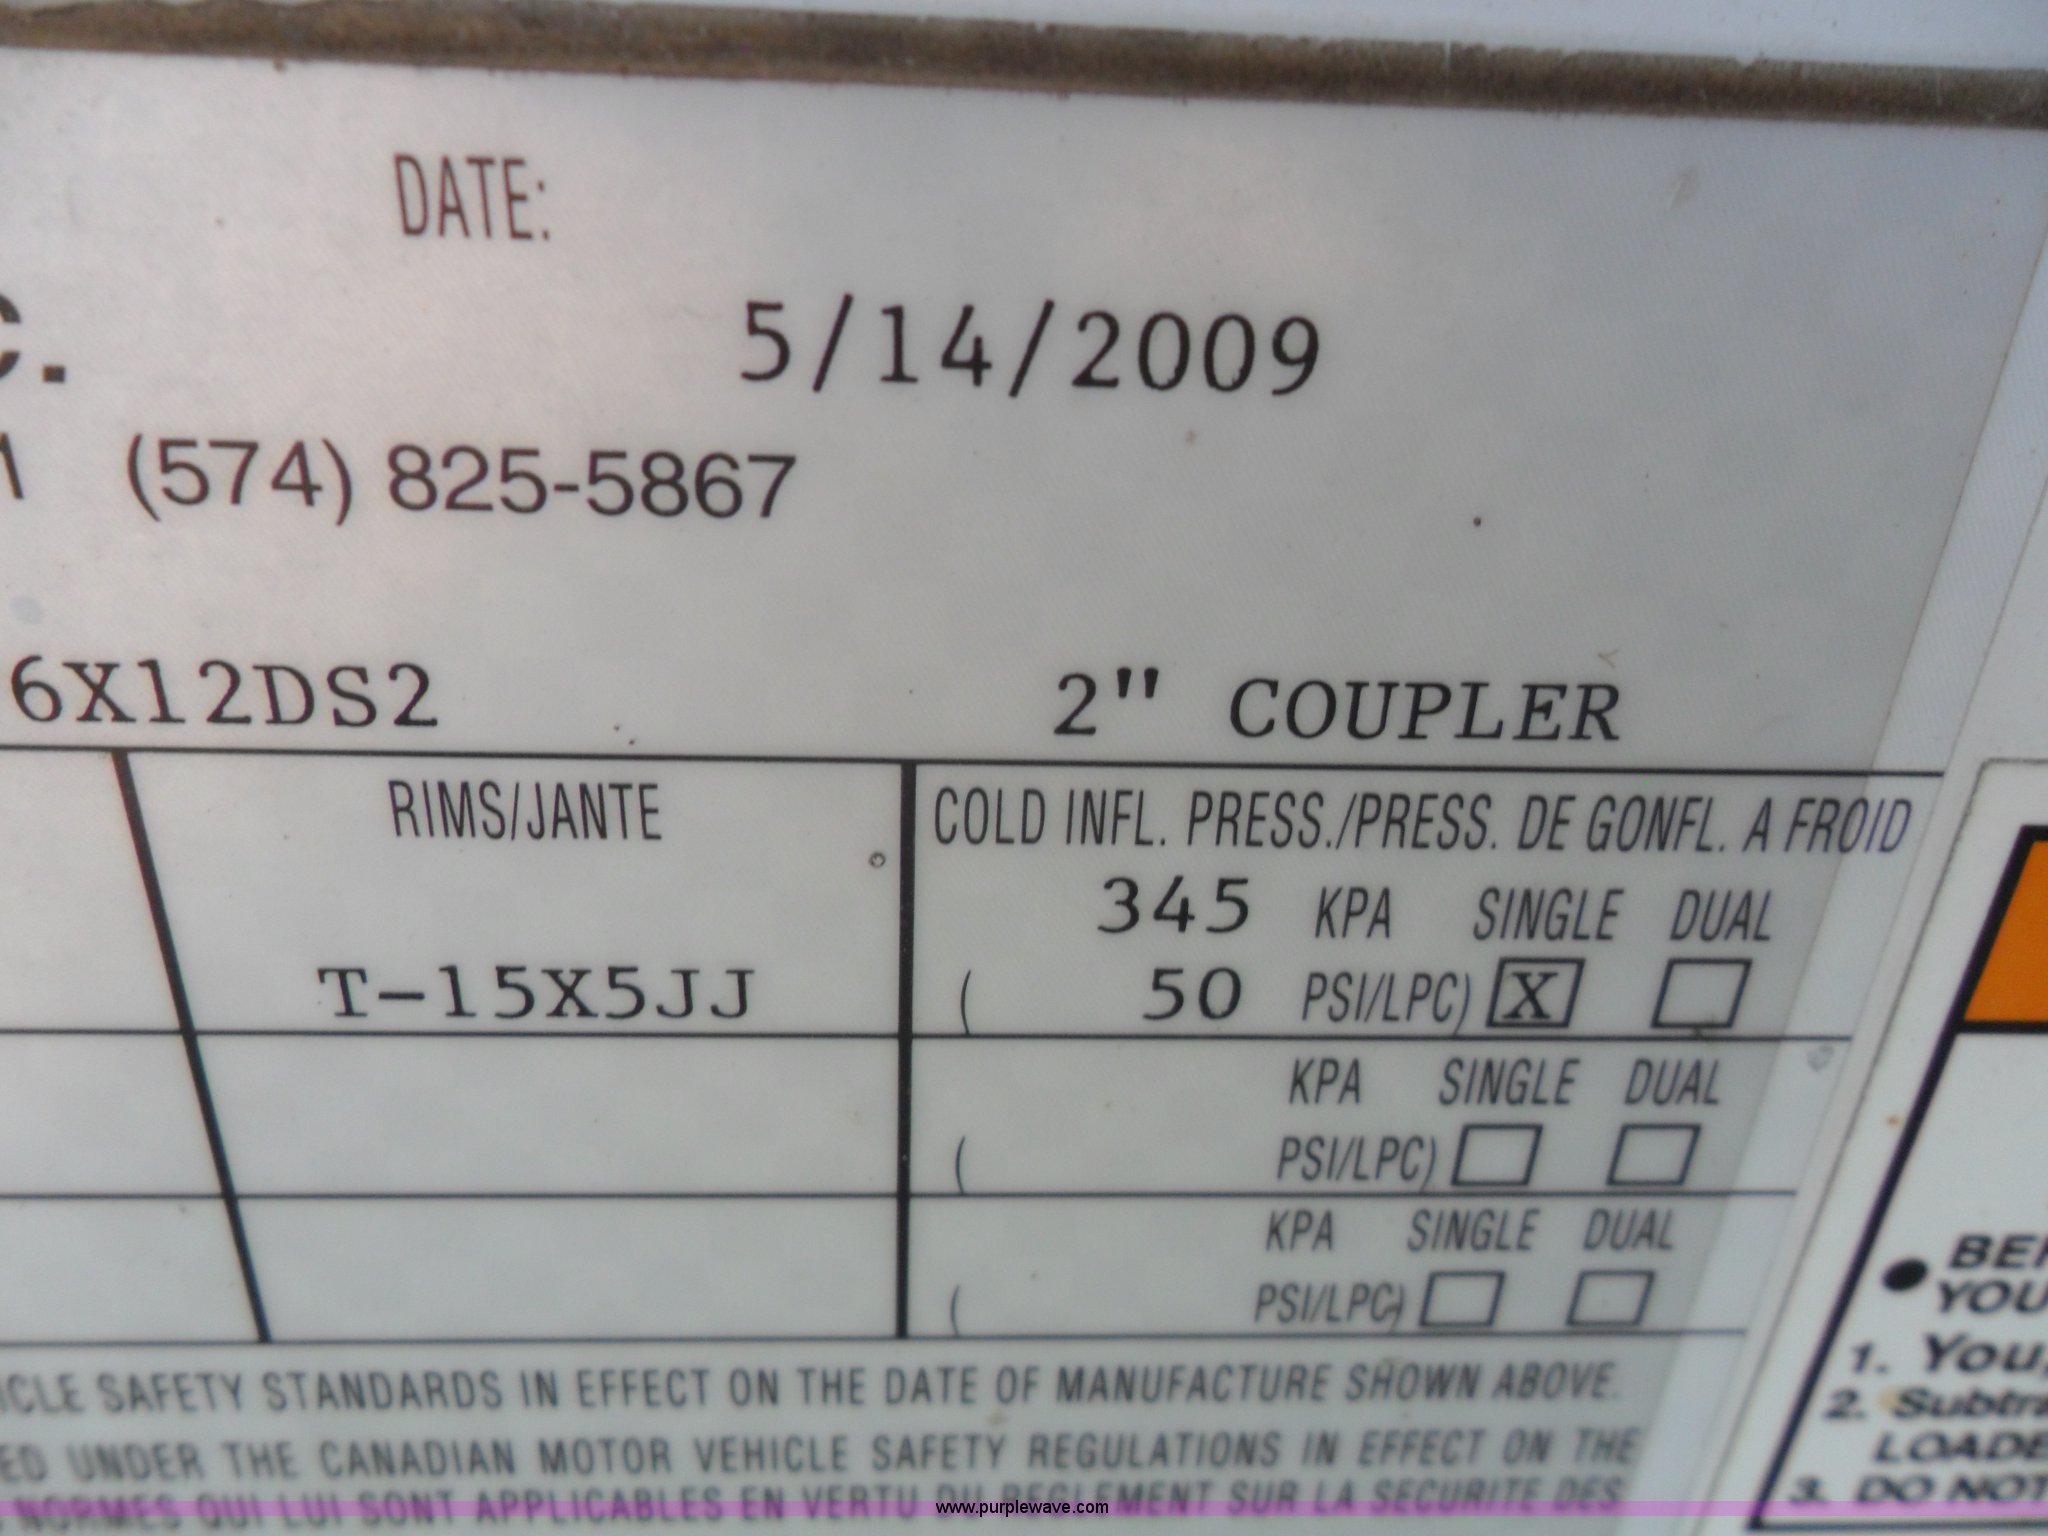 DATE:
5/14/2009
C.
(574) 825-5867
6X12DS2 2" COUPLER
RIMS/JANTE COLD INFL. PRESS./PRESS. DE GONFL. A FROID
345 KPA SINGLE DUAL
T-15X5JJ ( 50 PSI/LPC) X
KPA SINGLE DUAL
( PSI/LPC)
KPA SINGLE DUAL
( PSI/LPC)
ICLE SAFETY STANDARDS IN EFFECT ON THE DATE OF MANUFACTURE SHOWN ABOVE.
ED UNDER THE CANADIAN MOTOR VEHICLE SAFETY REGULATIONS IN EFFECT ON THE
NORMES QUI LUI SONT APPLICABLES EN VERTU DU REGLEMENT SUR LA SECURITE DES
• BEF
YOU
1. You
2. Subtra
LOADE
3. DO NOT
www.purplewave.com